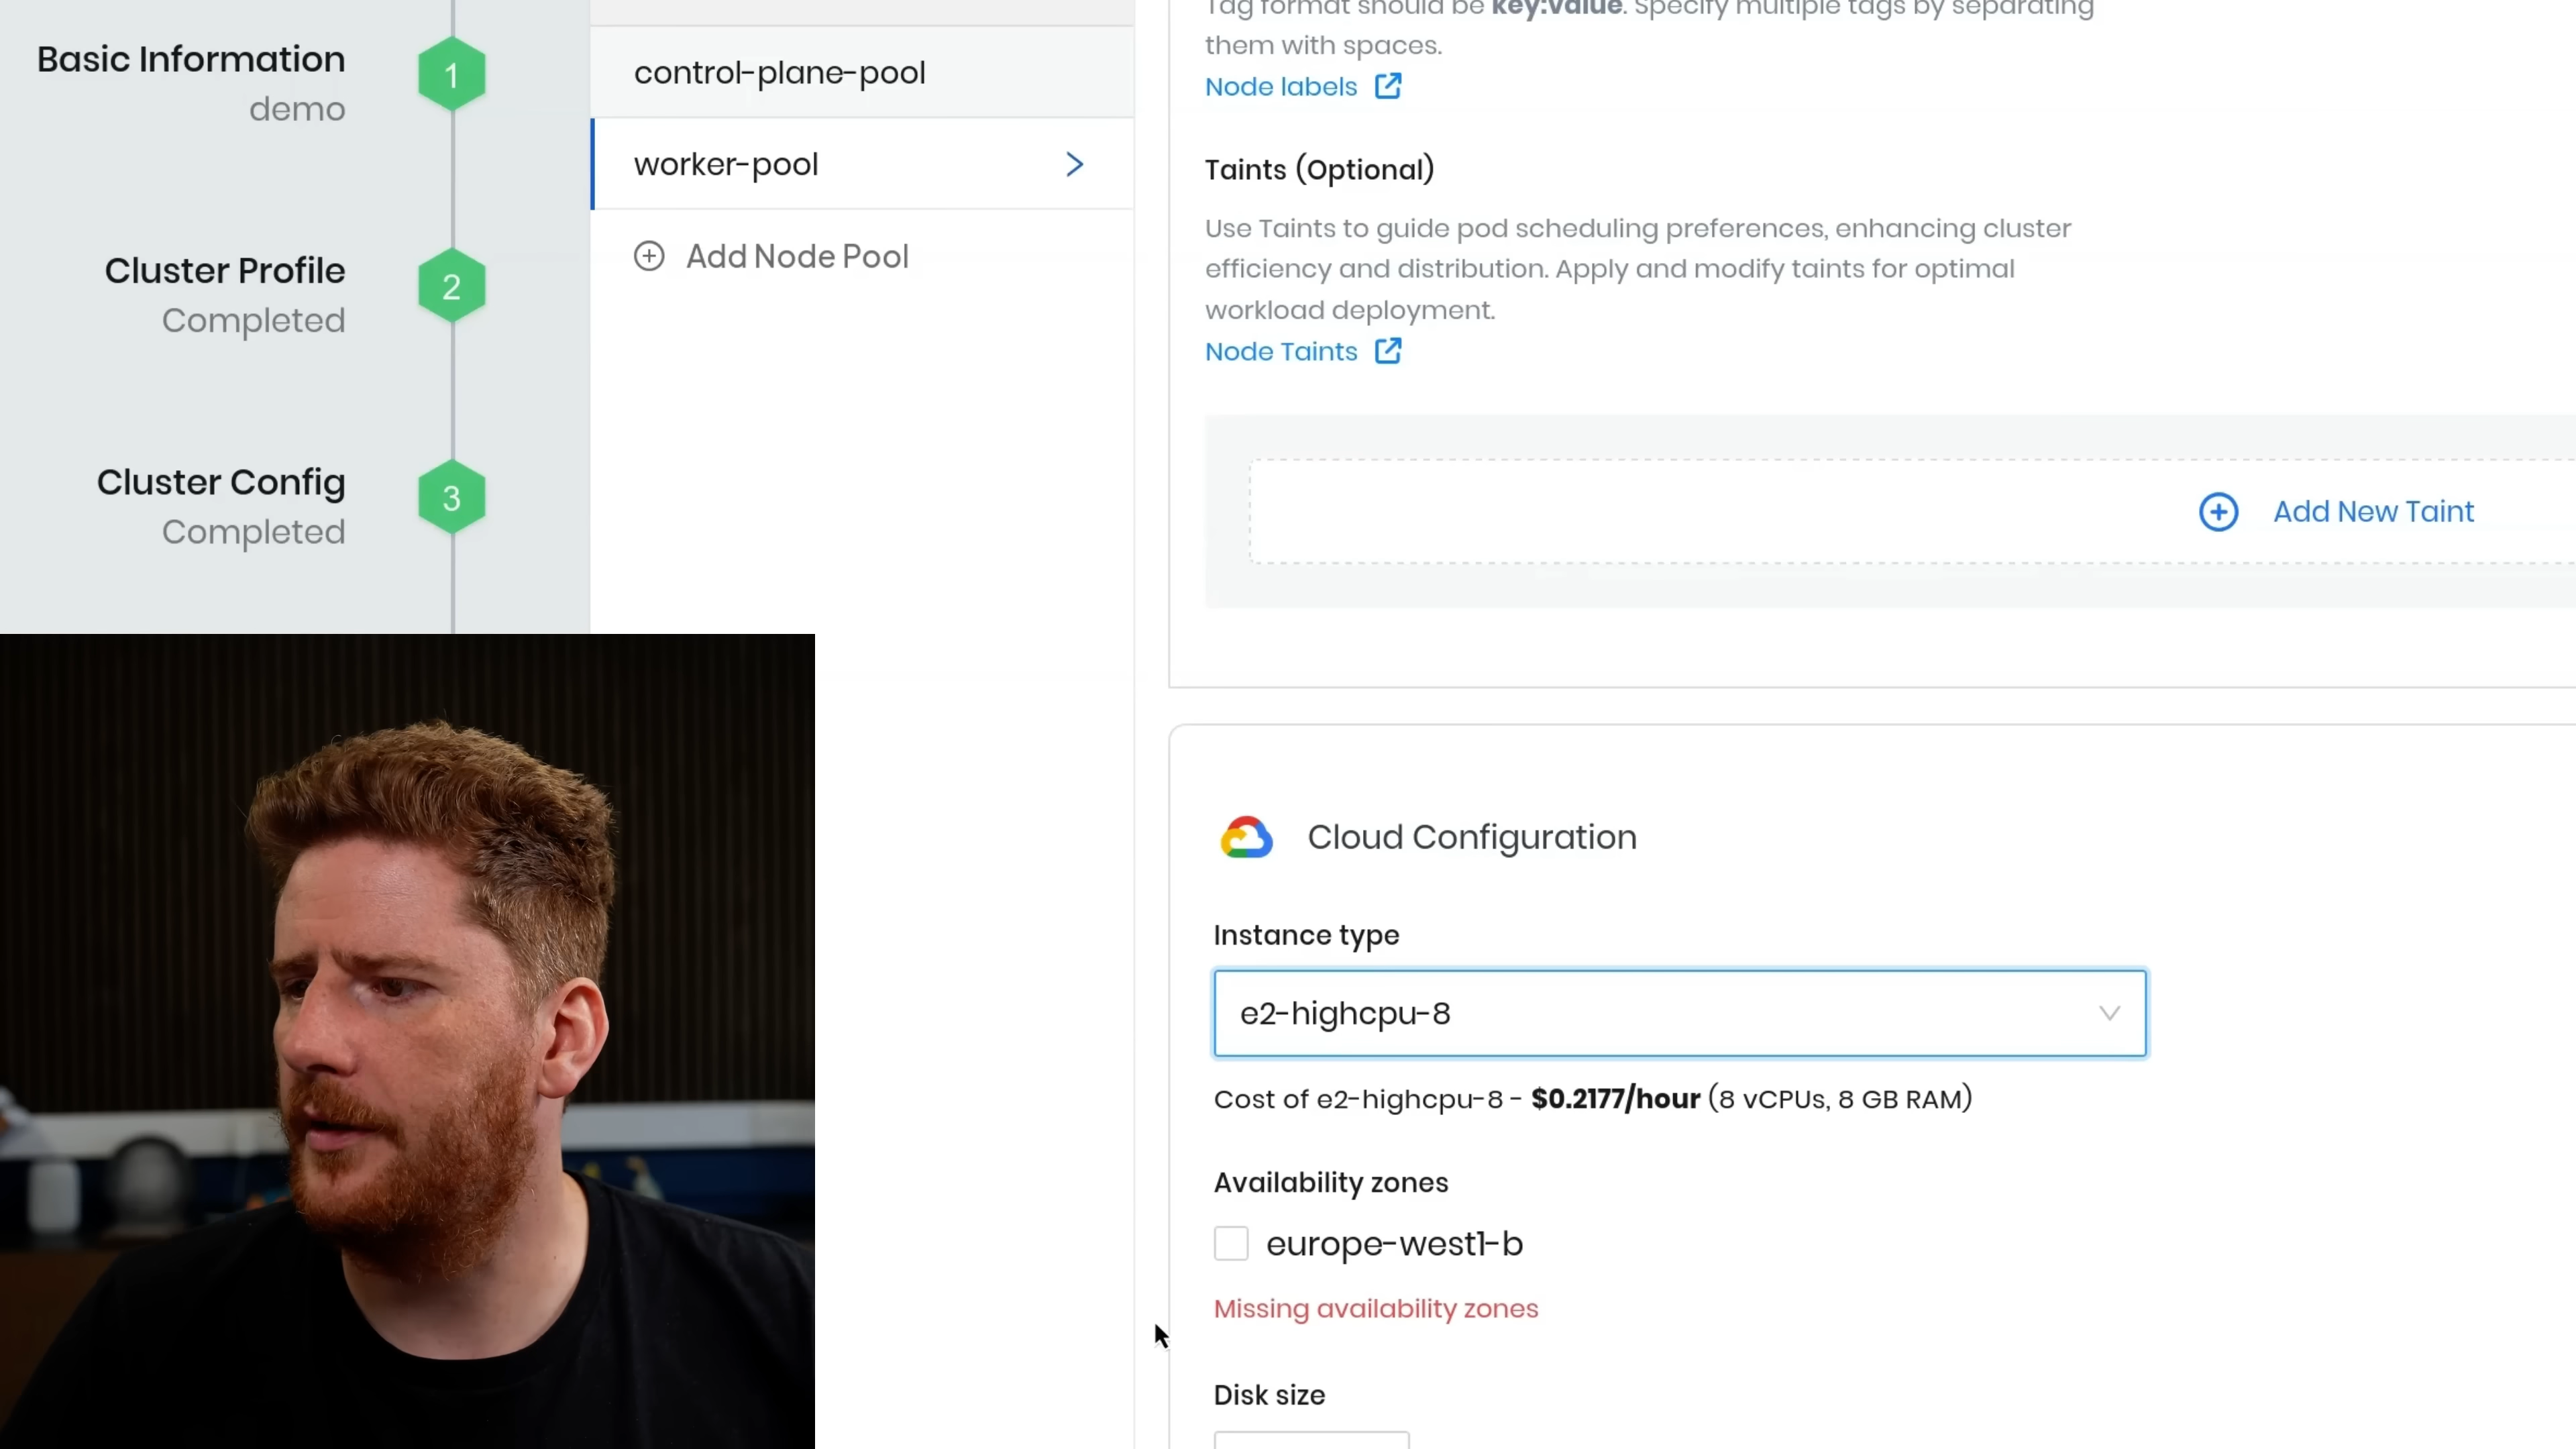 Basic Information
demo
1
Cluster Profile
Completed
2
Cluster Config
Completed
3
control-plane-pool
worker-pool
Add Node Pool
Tag format should be key:value. Specify multiple tags by separating
them with spaces.
Node labels
Taints (Optional)
Use Taints to guide pod scheduling preferences, enhancing cluster
efficiency and distribution. Apply and modify taints for optimal
workload deployment.
Node Taints
Add New Taint
Cloud Configuration
Instance type
e2-highcpu-8
Cost of e2-highcpu-8 - $0.2177/hour (8 vCPUs, 8 GB RAM)
Availability zones
europe-west1-b
Missing availability zones
Disk size